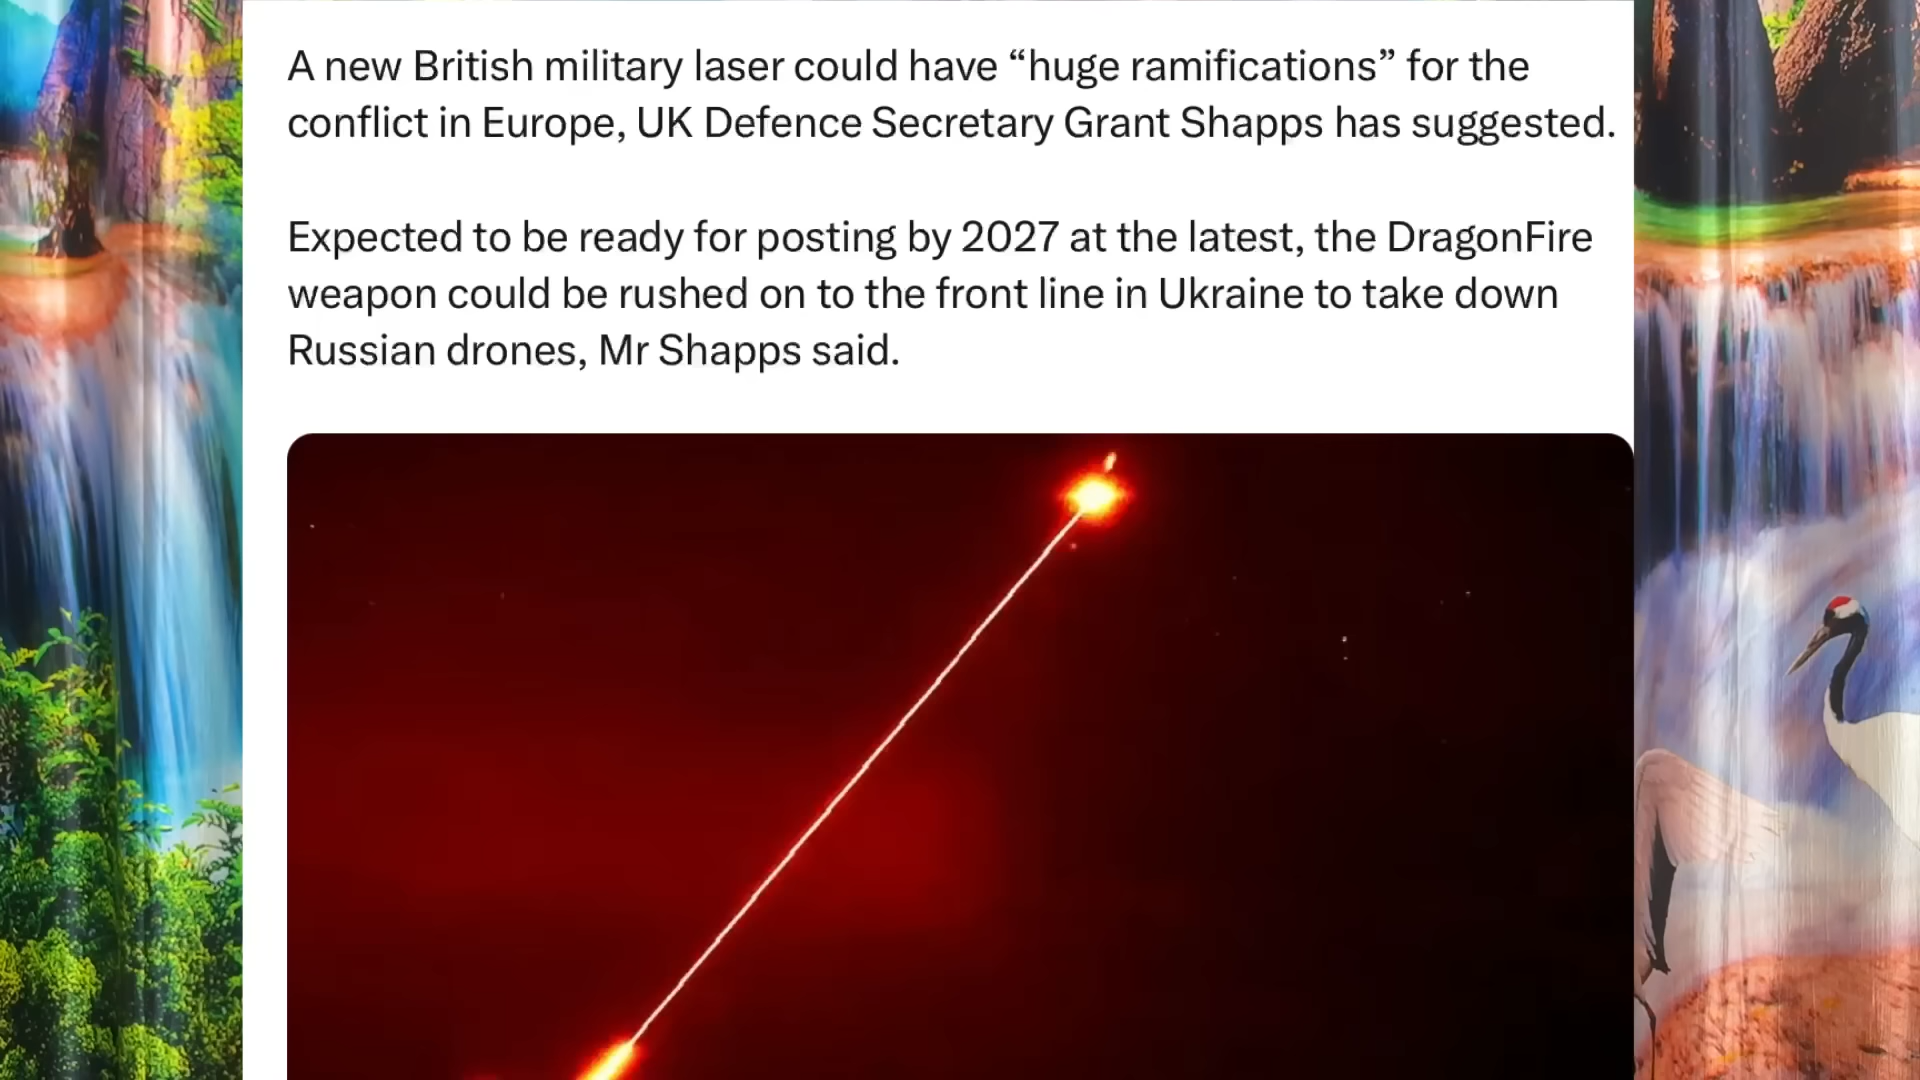 A new British military laser could have “huge ramifications” for the
conflict in Europe, UK Defence Secretary Grant Shapps has suggested.
Expected to be ready for posting by 2027 at the latest, the DragonFire
weapon could be rushed on to the front line in Ukraine to take down
Russian drones, Mr Shapps said.